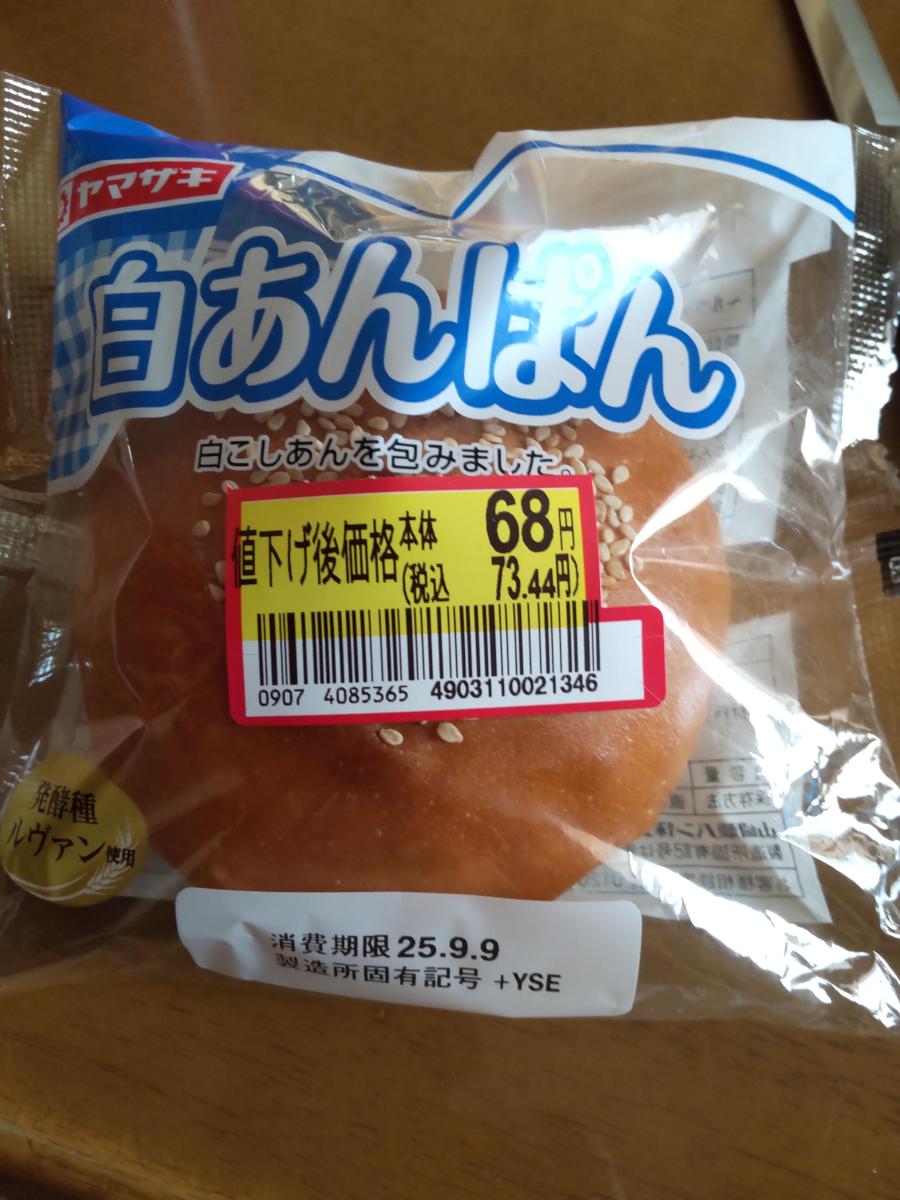 ヤマザキ
白あんぱん
白こしあんを包みました。
値下げ後価格 本体 68円
(税込 73.44円)
0907 4085365 4903110021346
発酵種
ルヴァン使用
消費期限 25.9.9
製造所固有記号 +YSE